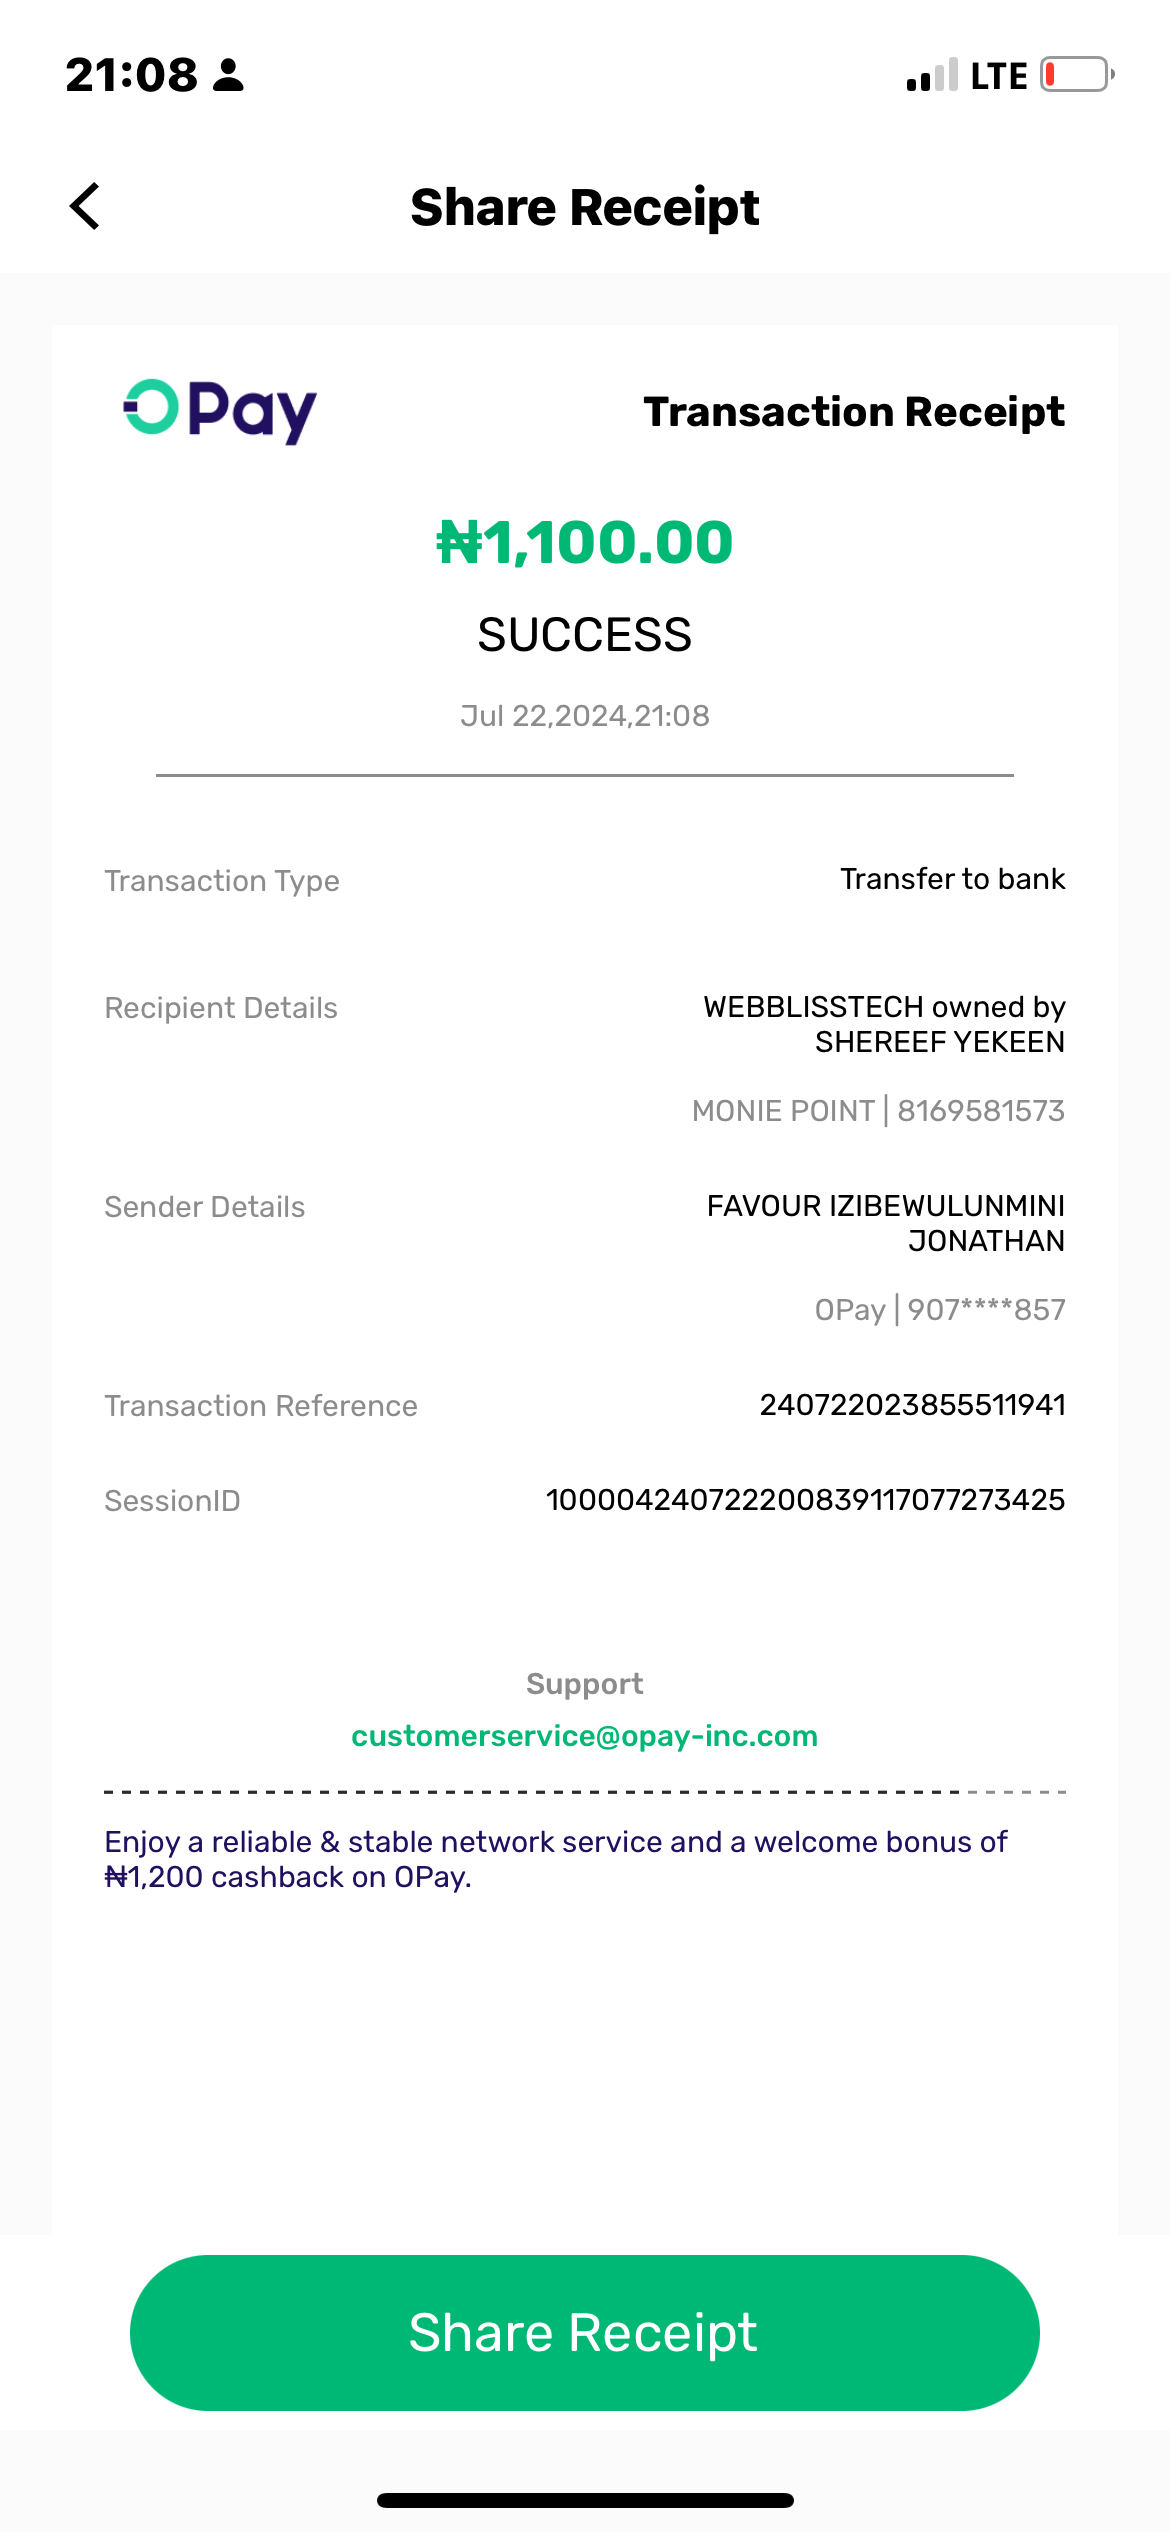 21:08
LTE
Share Receipt
OPay
Transaction Receipt
₦1,100.00
SUCCESS
Jul 22,2024,21:08
Transaction Type
Transfer to bank
Recipient Details
WEBBLISSTECH owned by
SHEREEF YEKEEN
MONIE POINT | 8169581573
Sender Details
FAVOUR IZIBEWULUNMINI
JONATHAN
OPay | 907****857
Transaction Reference
240722023855511941
SessionID
100004240722200839117077273425
Support
customerservice@opay-inc.com
Enjoy a reliable & stable network service and a welcome bonus of
₦1,200 cashback on OPay.
Share Receipt